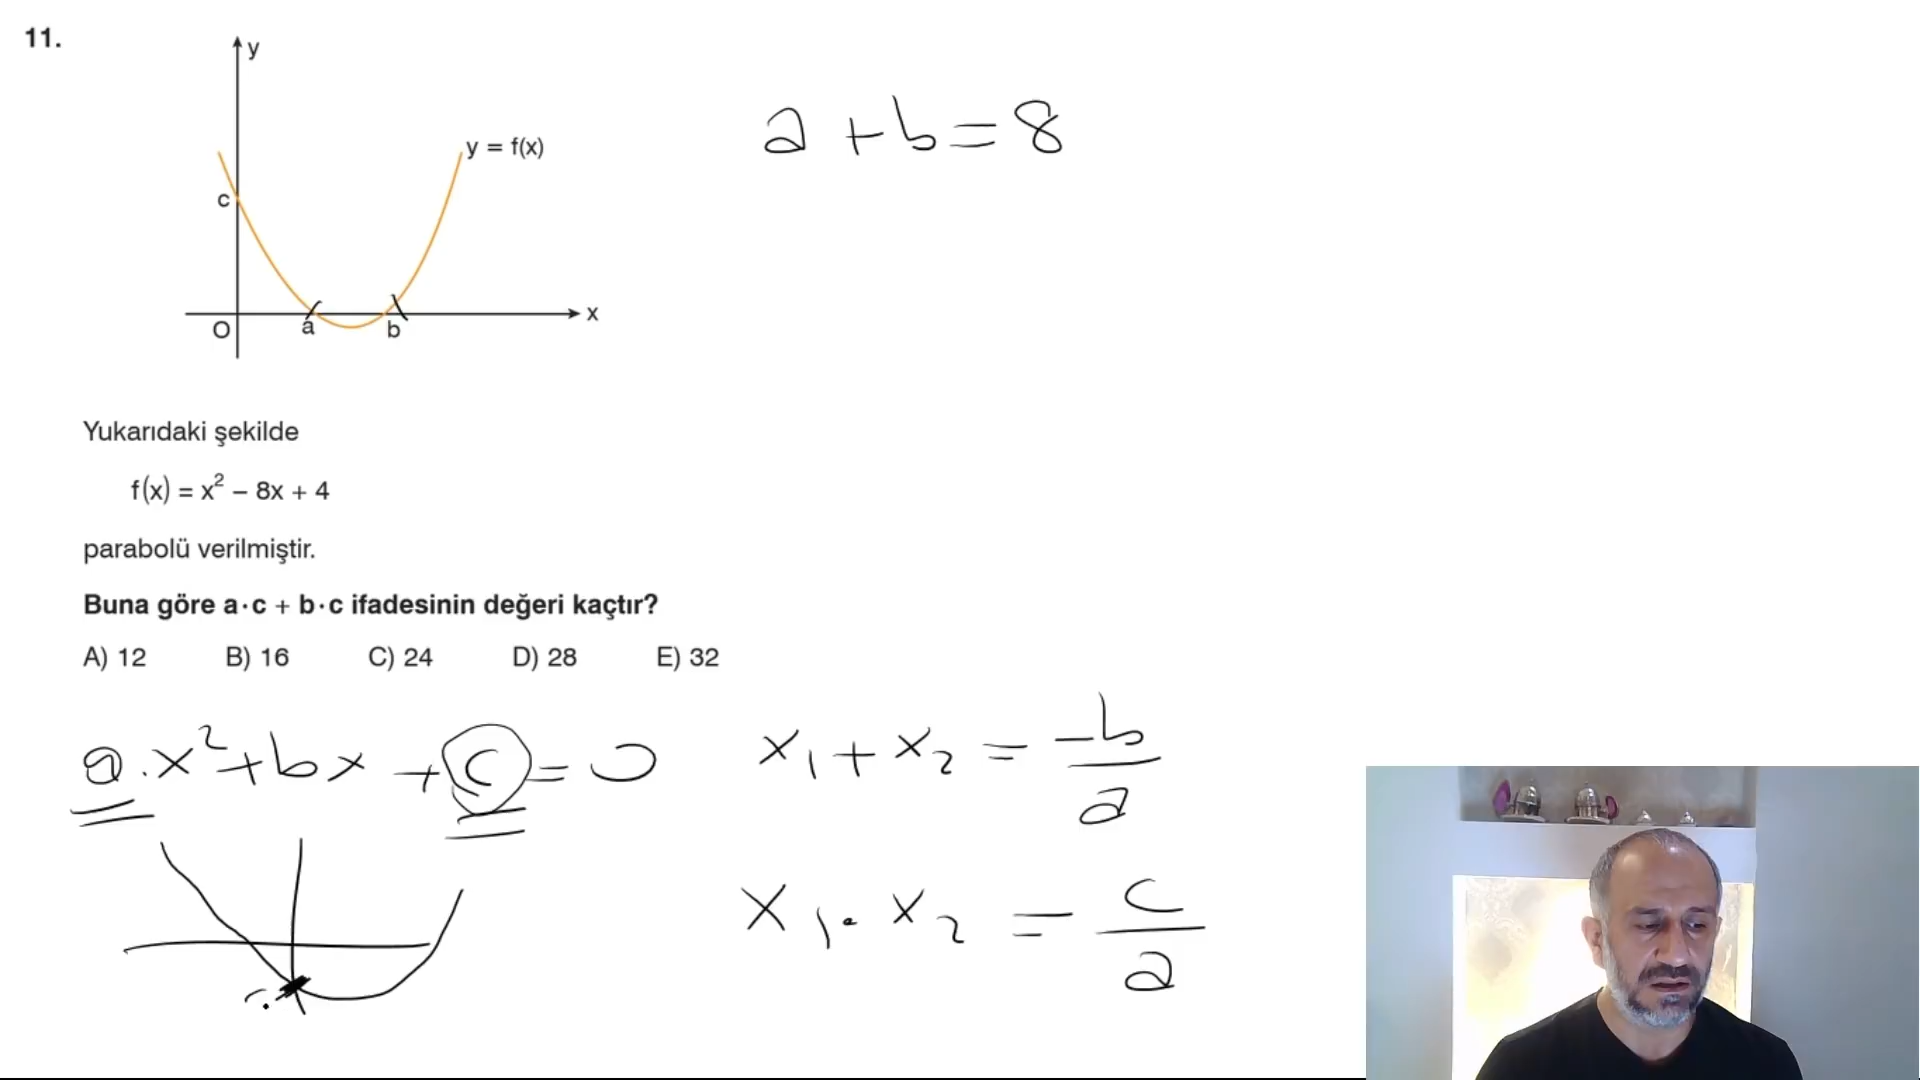 11.
y
a + b = 8
y = f(x)
c
O a b x
Yukarıdaki şekilde
f(x) = x² – 8x + 4
parabolü verilmiştir.
Buna göre a·c + b·c ifadesinin değeri kaçtır?
A) 12 B) 16 C) 24 D) 28 E) 32
a.x²+bx+c=0
x₁+x₂ = -b/a
x₁.x₂ = c/a